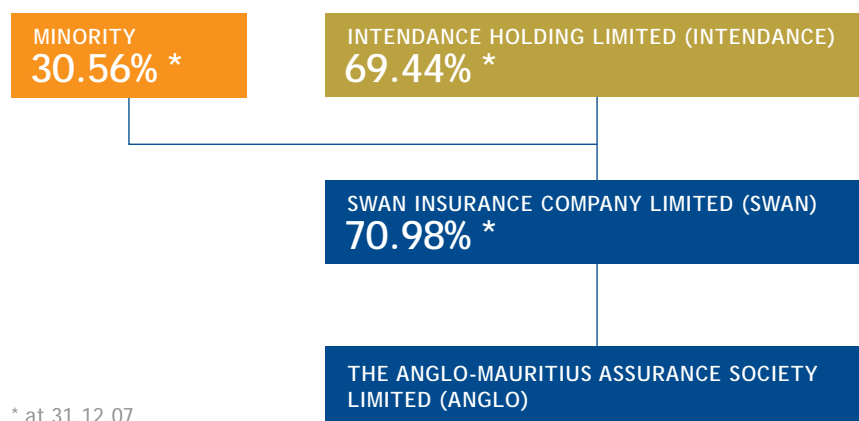 MINORITY
30.56% *
INTENDANCE HOLDING LIMITED (INTENDANCE)
69.44% *
SWAN INSURANCE COMPANY LIMITED (SWAN)
70.98% *
THE ANGLO-MAURITIUS ASSURANCE SOCIETY
LIMITED (ANGLO)
* at 31.12.07